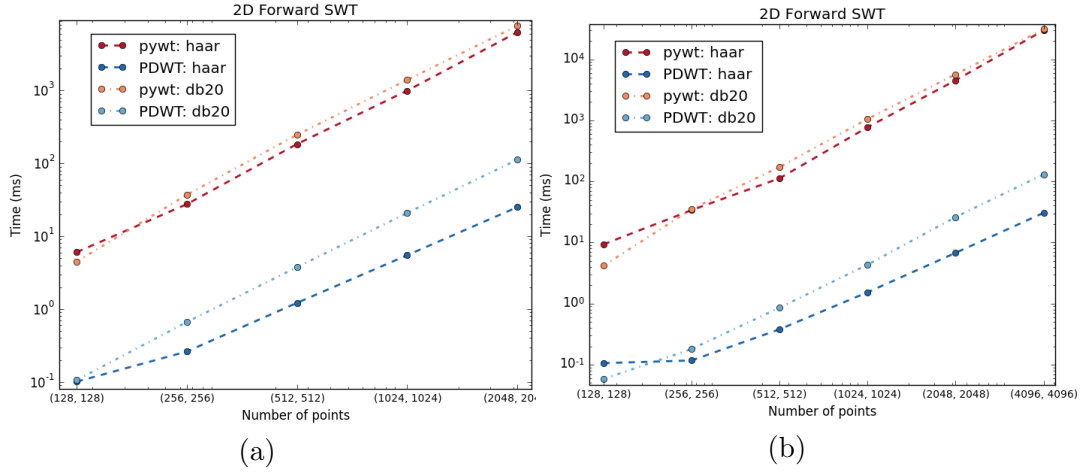 2D Forward SWT
pywt: haar
PDWT: haar
pywt: db20
PDWT: db20
Time (ms)
10^3
10^2
10^1
10^0
10^-1
(128, 128) (256, 256) (512, 512) (1024, 1024) (2048, 204
Number of points
(a)
2D Forward SWT
pywt: haar
PDWT: haar
pywt: db20
PDWT: db20
Time (ms)
10^4
10^3
10^2
10^1
10^0
10^-1
(128, 128) (256, 256) (512, 512) (1024, 1024) (2048, 2048) (4096, 4096)
Number of points
(b)